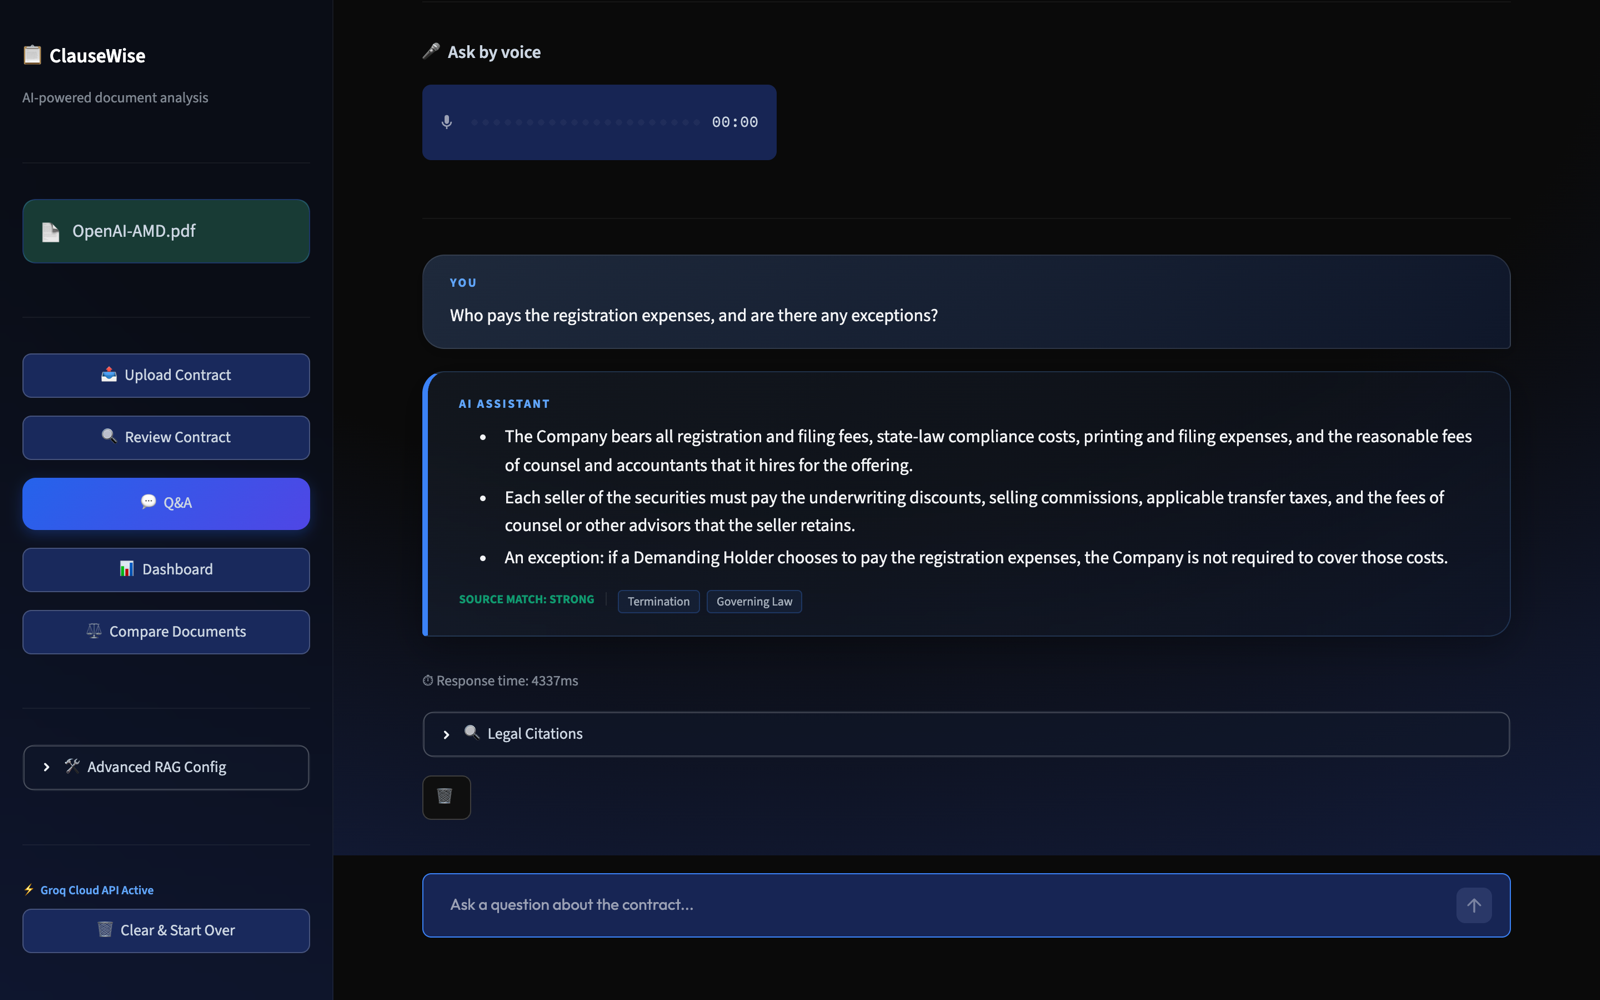 ClauseWise
AI-powered document analysis
OpenAI-AMD.pdf
Upload Contract
Review Contract
Q&A
Dashboard
Compare Documents
Advanced RAG Config
Groq Cloud API Active
Clear & Start Over
Ask by voice
00:00
YOU
Who pays the registration expenses, and are there any exceptions?
AI ASSISTANT
• The Company bears all registration and filing fees, state-law compliance costs, printing and filing expenses, and the reasonable fees
of counsel and accountants that it hires for the offering.
• Each seller of the securities must pay the underwriting discounts, selling commissions, applicable transfer taxes, and the fees of
counsel or other advisors that the seller retains.
• An exception: if a Demanding Holder chooses to pay the registration expenses, the Company is not required to cover those costs.
SOURCE MATCH: STRONG Termination Governing Law
Response time: 4337ms
Legal Citations
Ask a question about the contract...